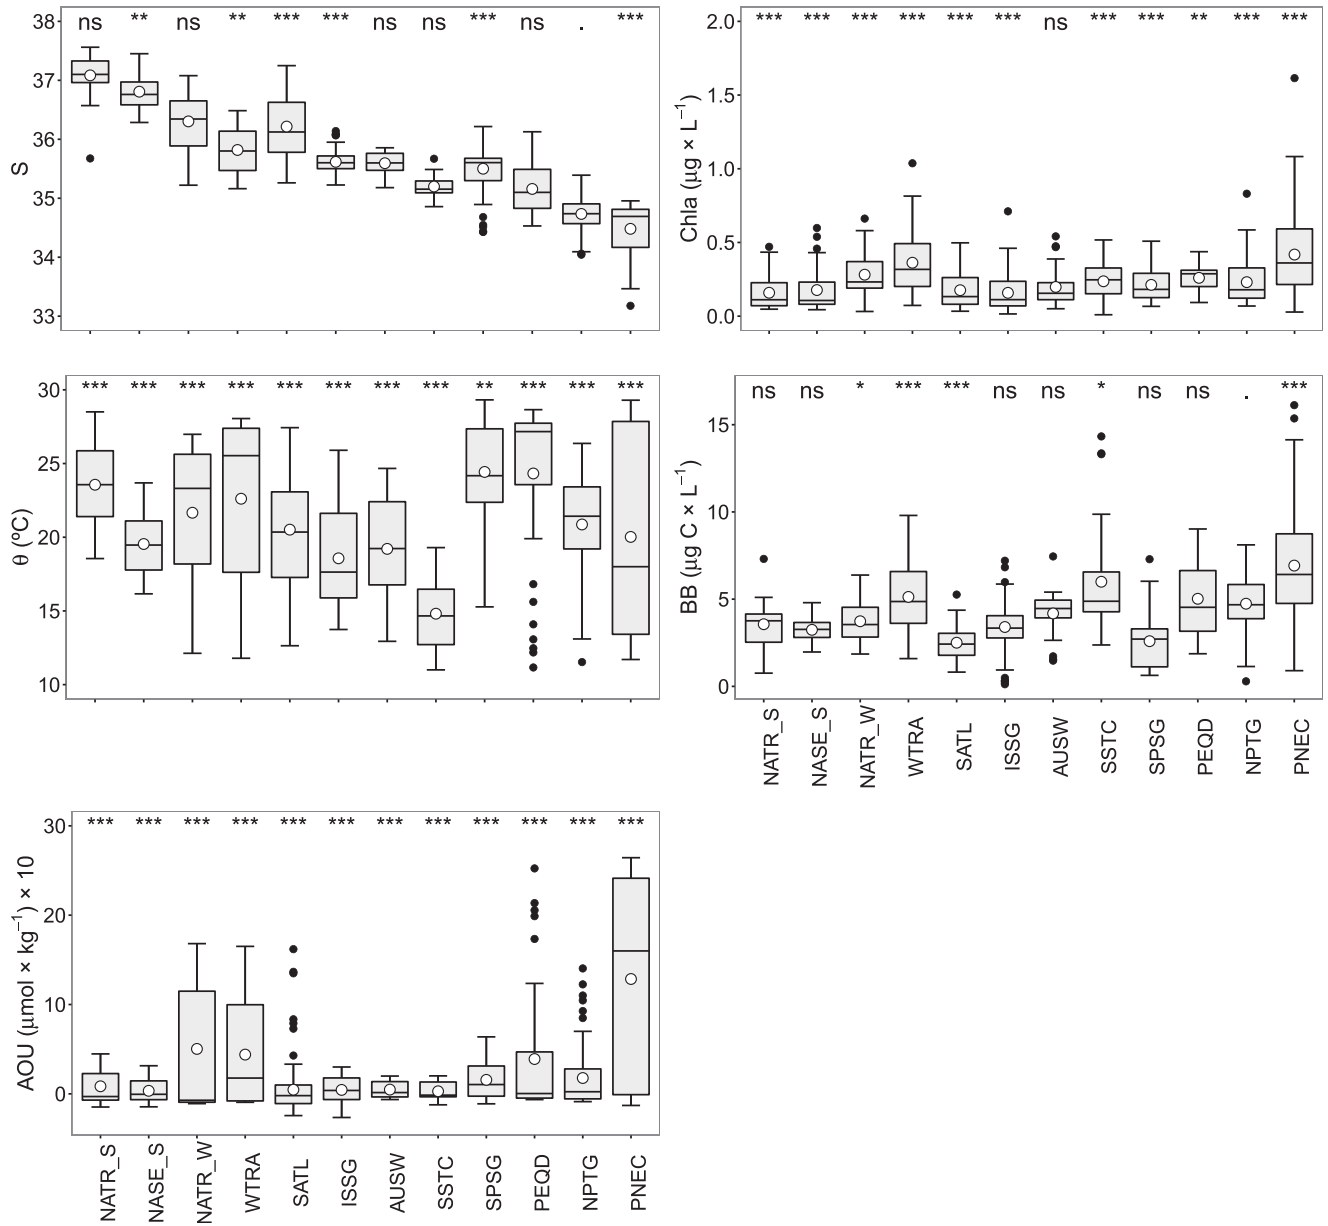 38
37
36
35
34
33
S
ns ** ns ** *** *** ns ns *** ns . ***
2.0
1.5
1.0
0.5
0.0
Chla (µg × L⁻¹)
*** *** *** *** *** *** ns *** *** ** *** ***
30
25
20
15
10
θ (ºC)
*** *** *** *** *** *** *** *** ** *** *** ***
15
10
5
0
BB (µg C × L⁻¹)
ns ns * *** *** ns ns * ns ns . ***
NATR_S
NASE_S
NATR_W
WTRA
SATL
ISSG
AUSW
SSTC
SPSG
PEQD
NPTG
PNEC
30
20
10
0
AOU (µmol × kg⁻¹) × 10
*** *** *** *** *** *** *** *** *** *** *** ***
NATR_S
NASE_S
NATR_W
WTRA
SATL
ISSG
AUSW
SSTC
SPSG
PEQD
NPTG
PNEC